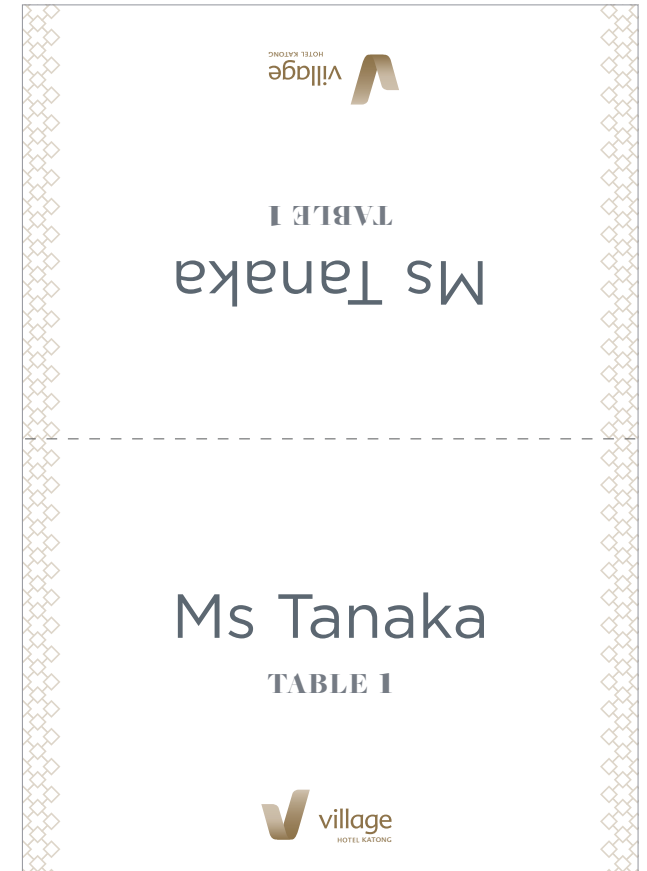 village
HOTEL KATONG
TABLE 1
Ms Tanaka
Ms Tanaka
TABLE 1
village
HOTEL KATONG